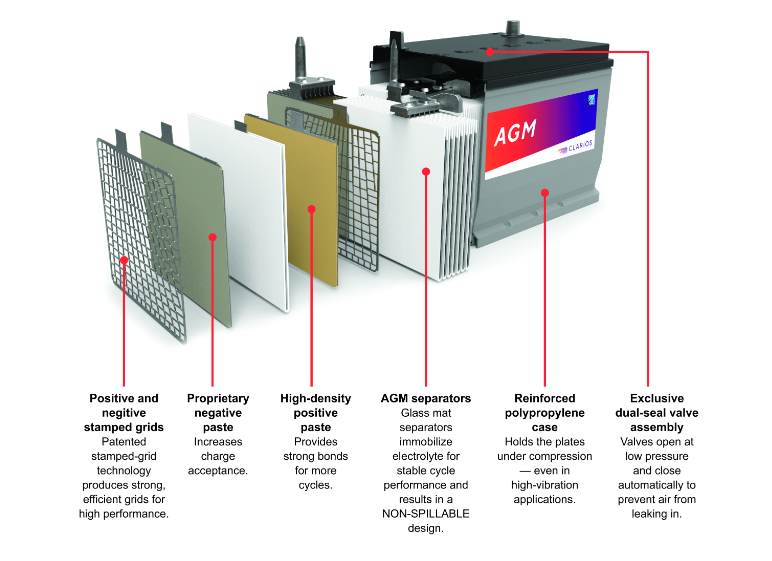 AGM
CLARIOS
Positive and
negitive
stamped grids
Patented
stamped-grid
technology
produces strong,
efficient grids for
high performance.
Proprietary
negative
paste
Increases
charge
acceptance.
High-density
positive
paste
Provides
strong bonds
for more
cycles.
AGM separators
Glass mat
separators
immobilize
electrolyte for
stable cycle
performance and
results in a
NON-SPILLABLE
design.
Reinforced
polypropylene
case
Holds the plates
under compression
— even in
high-vibration
applications.
Exclusive
dual-seal valve
assembly
Valves open at
low pressure
and close
automatically to
prevent air from
leaking in.